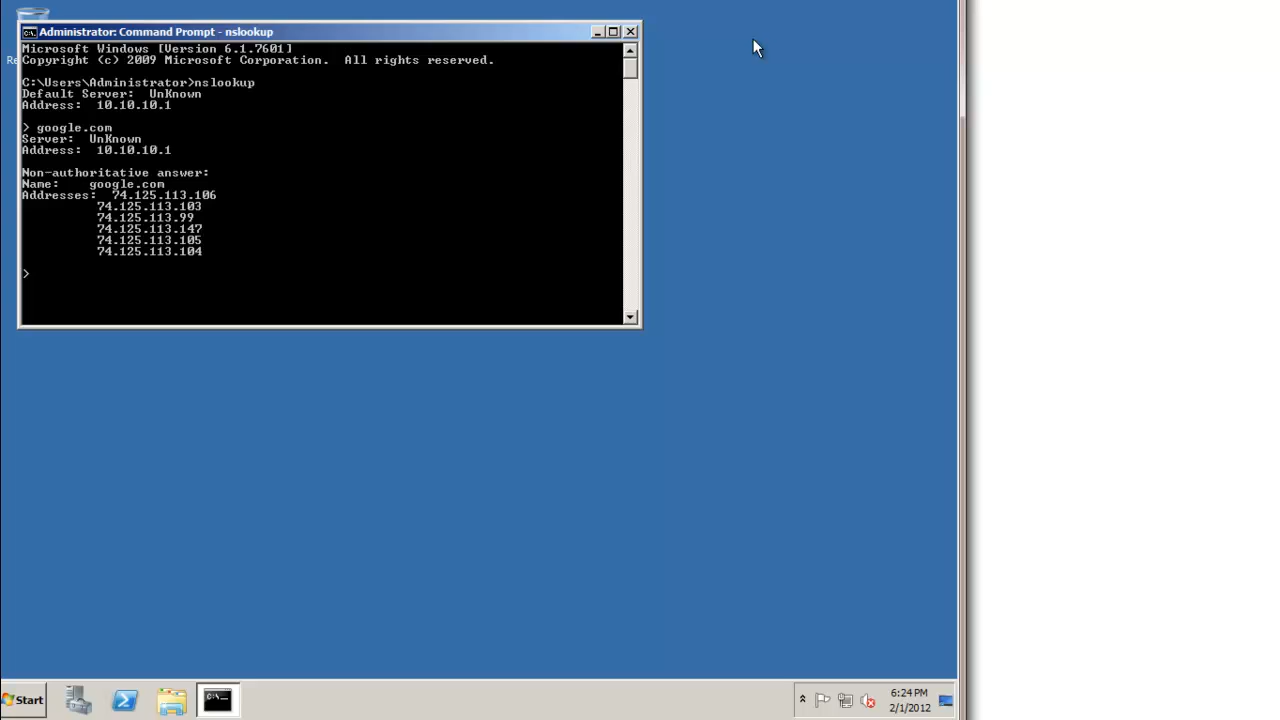 Administrator: Command Prompt - nslookup
Microsoft Windows [Version 6.1.7601]
Copyright (c) 2009 Microsoft Corporation.  All rights reserved.
C:\Users\Administrator>nslookup
Default Server:  UnKnown
Address:  10.10.10.1
> google.com
Server:  UnKnown
Address:  10.10.10.1
Non-authoritative answer:
Name:    google.com
Addresses:  74.125.113.106
74.125.113.103
74.125.113.99
74.125.113.147
74.125.113.105
74.125.113.104
>
Start
6:24 PM
2/1/2012